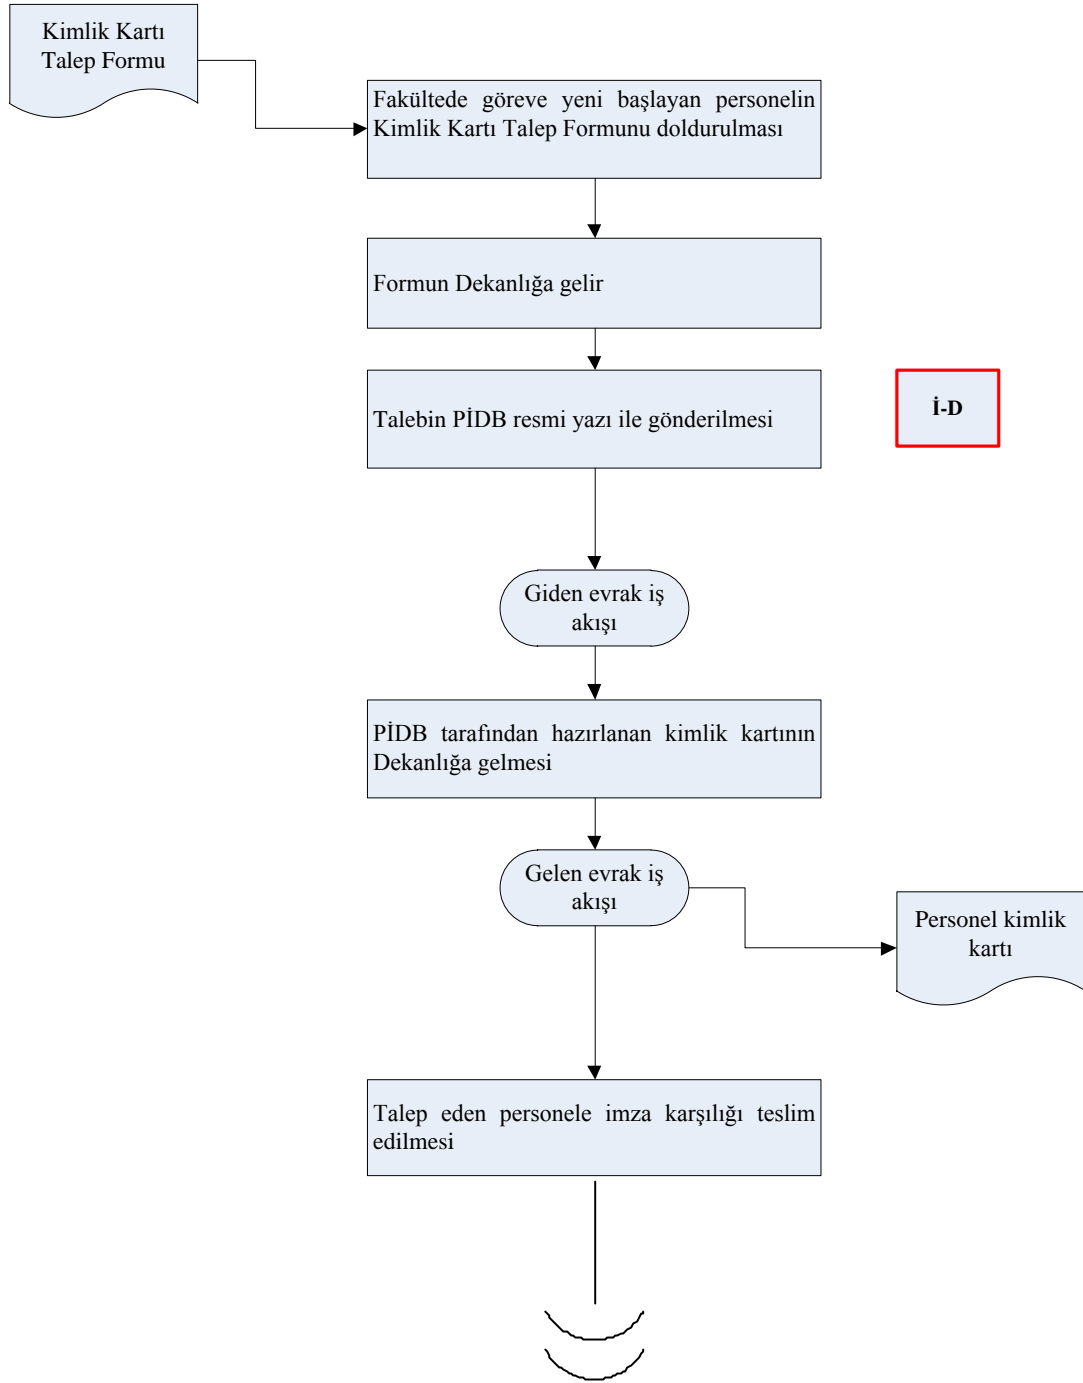 Kimlik Kartı
Talep Formu
Fakültede göreve yeni başlayan personelin
Kimlik Kartı Talep Formunu doldurulması
Formun Dekanlığa gelir
Talebin PİDB resmi yazı ile gönderilmesi
İ-D
Giden evrak iş
akışı
PİDB tarafından hazırlanan kimlik kartının
Dekanlığa gelmesi
Gelen evrak iş
akışı
Personel kimlik
kartı
Talep eden personele imza karşılığı teslim
edilmesi